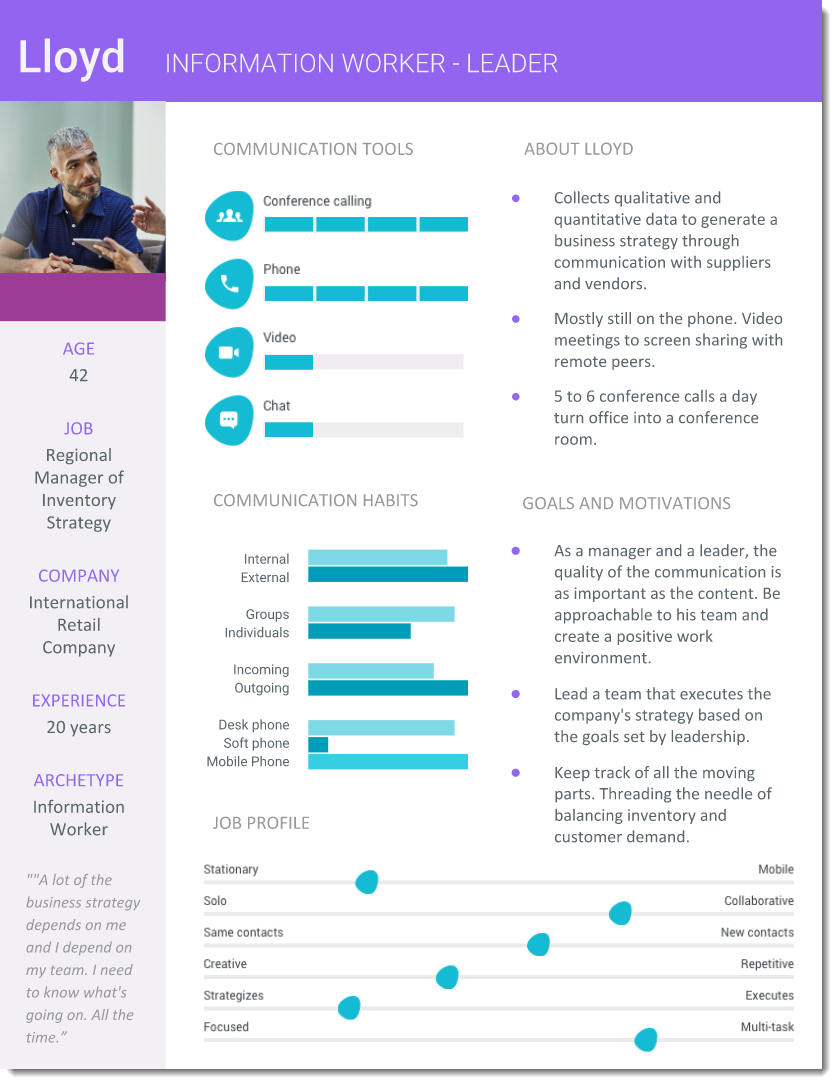 Lloyd
INFORMATION WORKER - LEADER
AGE
42
JOB
Regional
Manager of
Inventory
Strategy
COMPANY
International
Retail
Company
EXPERIENCE
20 years
ARCHETYPE
Information
Worker
""A lot of the
business strategy
depends on me
and I depend on
my team. I need
to know what's
going on. All the
time.”
COMMUNICATION TOOLS
Conference calling
Phone
Video
Chat
COMMUNICATION HABITS
Internal
External
Groups
Individuals
Incoming
Outgoing
Desk phone
Soft phone
Mobile Phone
ABOUT LLOYD
• Collects qualitative and
quantitative data to generate a
business strategy through
communication with suppliers
and vendors.
• Mostly still on the phone. Video
meetings to screen sharing with
remote peers.
• 5 to 6 conference calls a day
turn office into a conference
room.
GOALS AND MOTIVATIONS
• As a manager and a leader, the
quality of the communication is
as important as the content. Be
approachable to his team and
create a positive work
environment.
• Lead a team that executes the
company's strategy based on
the goals set by leadership.
• Keep track of all the moving
parts. Threading the needle of
balancing inventory and
customer demand.
JOB PROFILE
Stationary Mobile
Solo Collaborative
Same contacts New contacts
Creative Repetitive
Strategizes Executes
Focused Multi-task